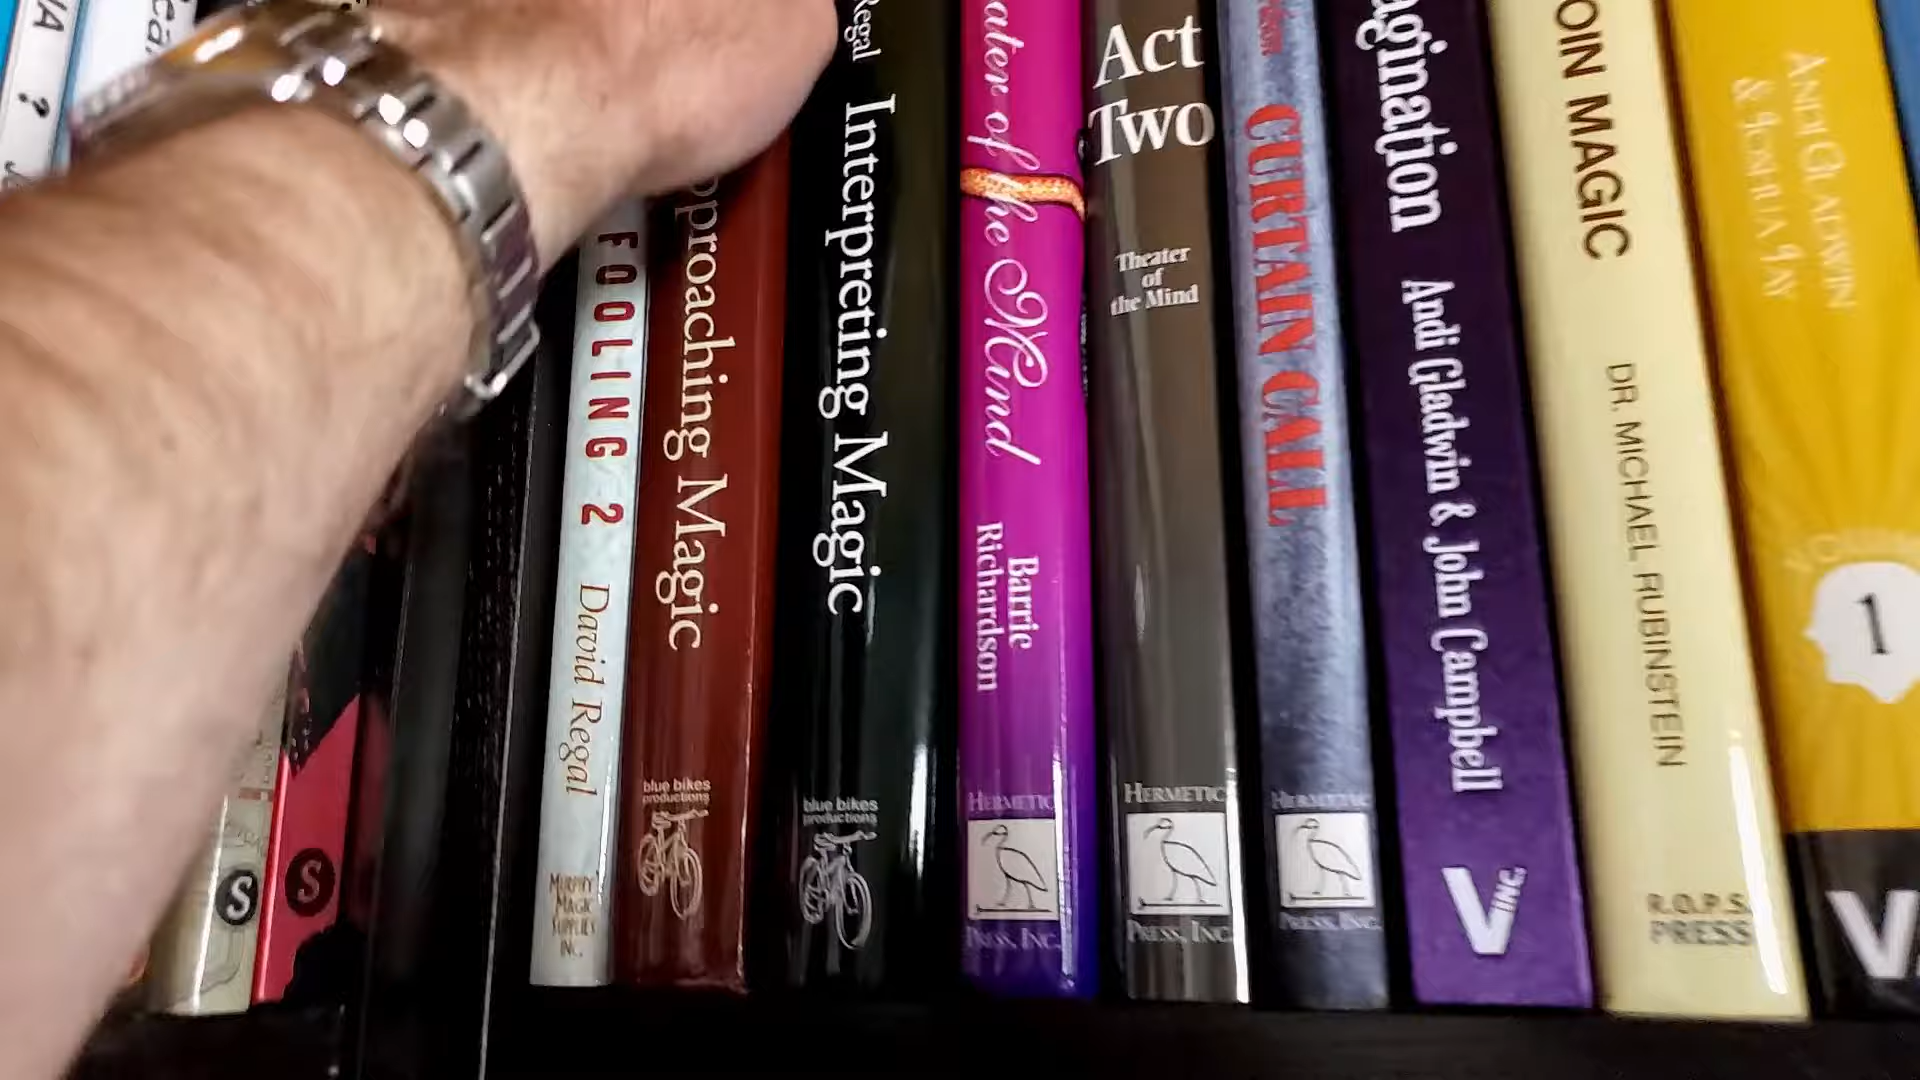 ?
S
S
FOOLING 2
David Regal
MURPHY'S
MAGIC
SUPPLIES
INC.
pproaching Magic
blue bikes
productions
Regal
Interpreting Magic
blue bikes
productions
ater of the Mind
Barrie
Richardson
HERMETIC
PRESS, INC.
Act
Two
Theater
of
the Mind
HERMETIC
PRESS, INC.
CURTAIN CALL
HERMETIC
PRESS, INC.
agination
Andi Gladwin & John Campbell
V INC.
OIN MAGIC
DR. MICHAEL RUBINSTEIN
R.O.P.S.
PRESS
ANDI GLADWIN
& JOSHUA JAY
1
V